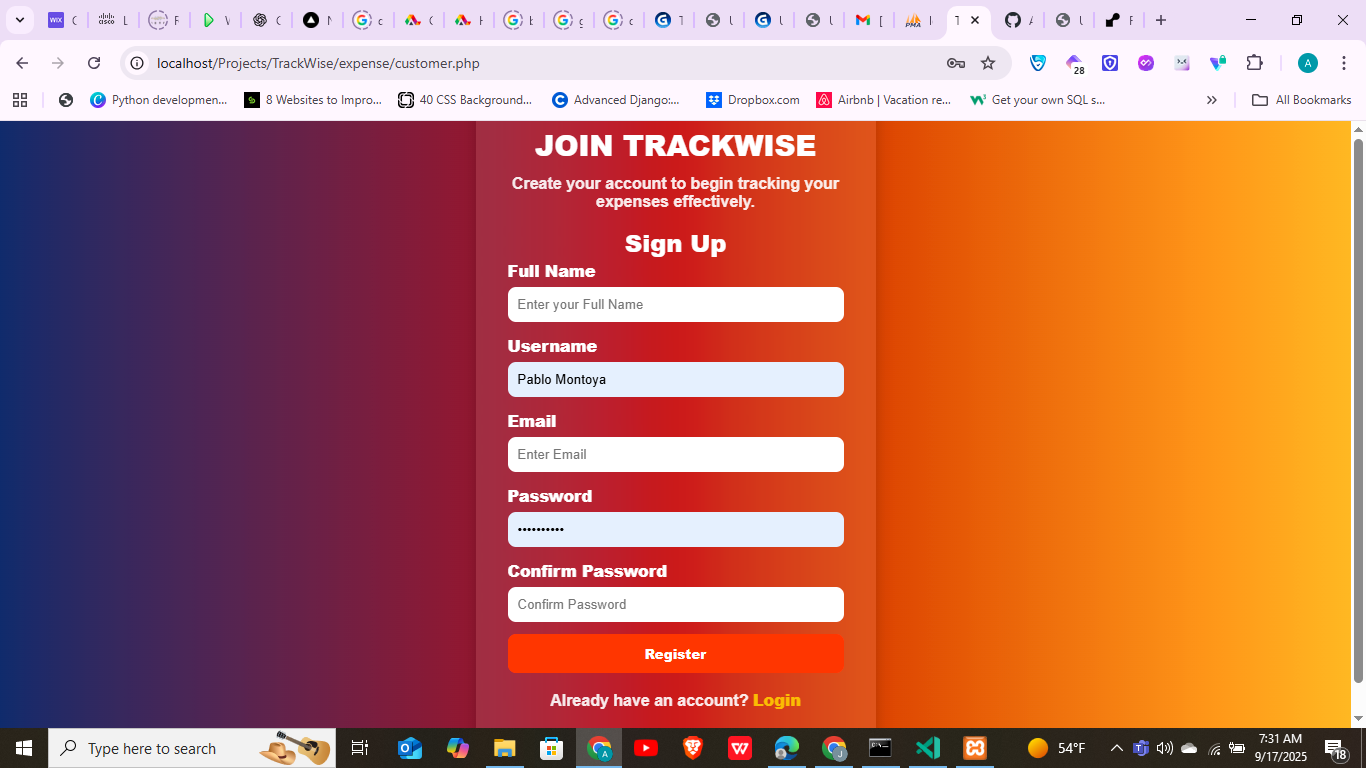 localhost/Projects/TrackWise/expense/customer.php
28
A
Python developmen...
8 Websites to Impro...
40 CSS Background...
Advanced Django:...
Dropbox.com
Airbnb | Vacation re...
Get your own SQL s...
All Bookmarks
JOIN TRACKWISE
Create your account to begin tracking your
expenses effectively.
Sign Up
Full Name
Enter your Full Name
Username
Pablo Montoya
Email
Enter Email
Password
••••••••••
Confirm Password
Confirm Password
Register
Already have an account? Login
Type here to search
54°F
7:31 AM
9/17/2025
18